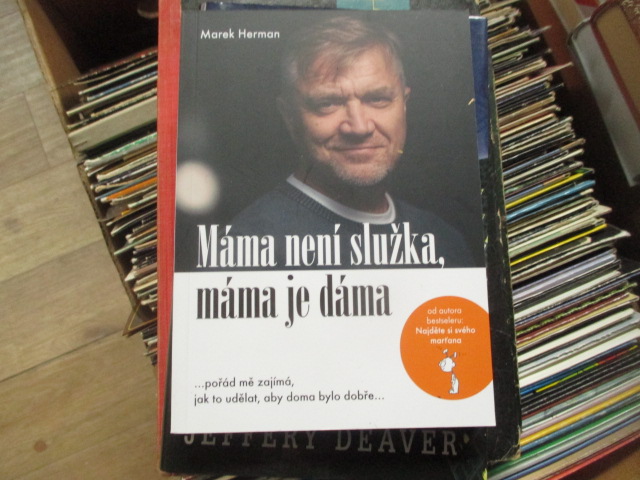 Marek Herman
Máma není služka,
máma je dáma
od autora
bestseleru:
Najděte si svého
marťana
...pořád mě zajímá,
jak to udělat, aby doma bylo dobře...
JEFFERY DEAVER